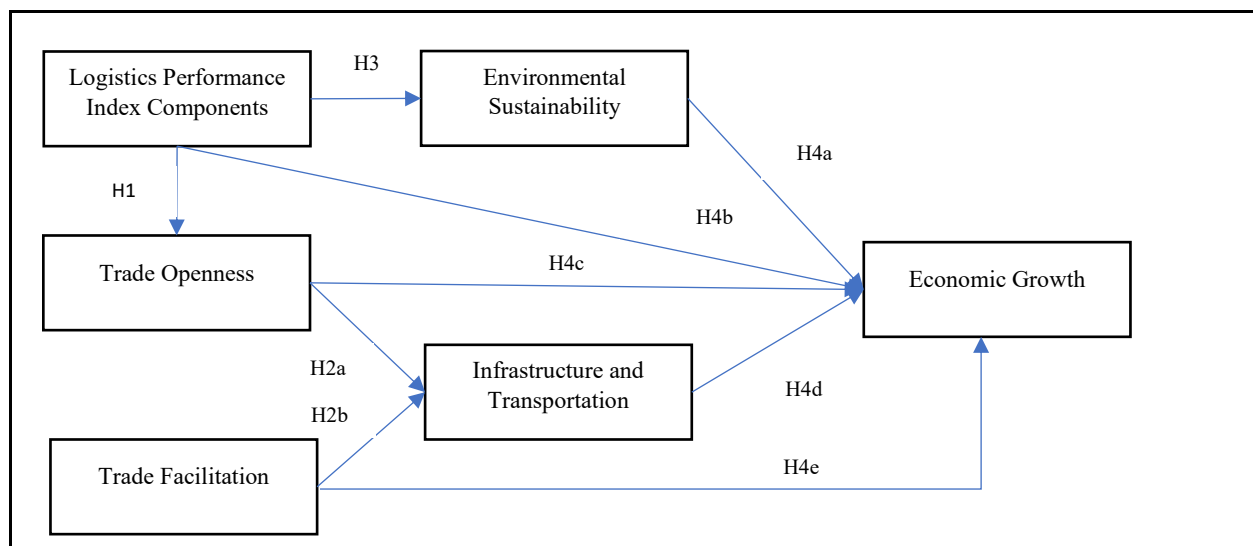 Logistics Performance
Index Components
H3
Environmental
Sustainability
H4a
H1
H4b
Trade Openness
H4c
Economic Growth
H2a
Infrastructure and
Transportation
H2b
H4d
Trade Facilitation
H4e